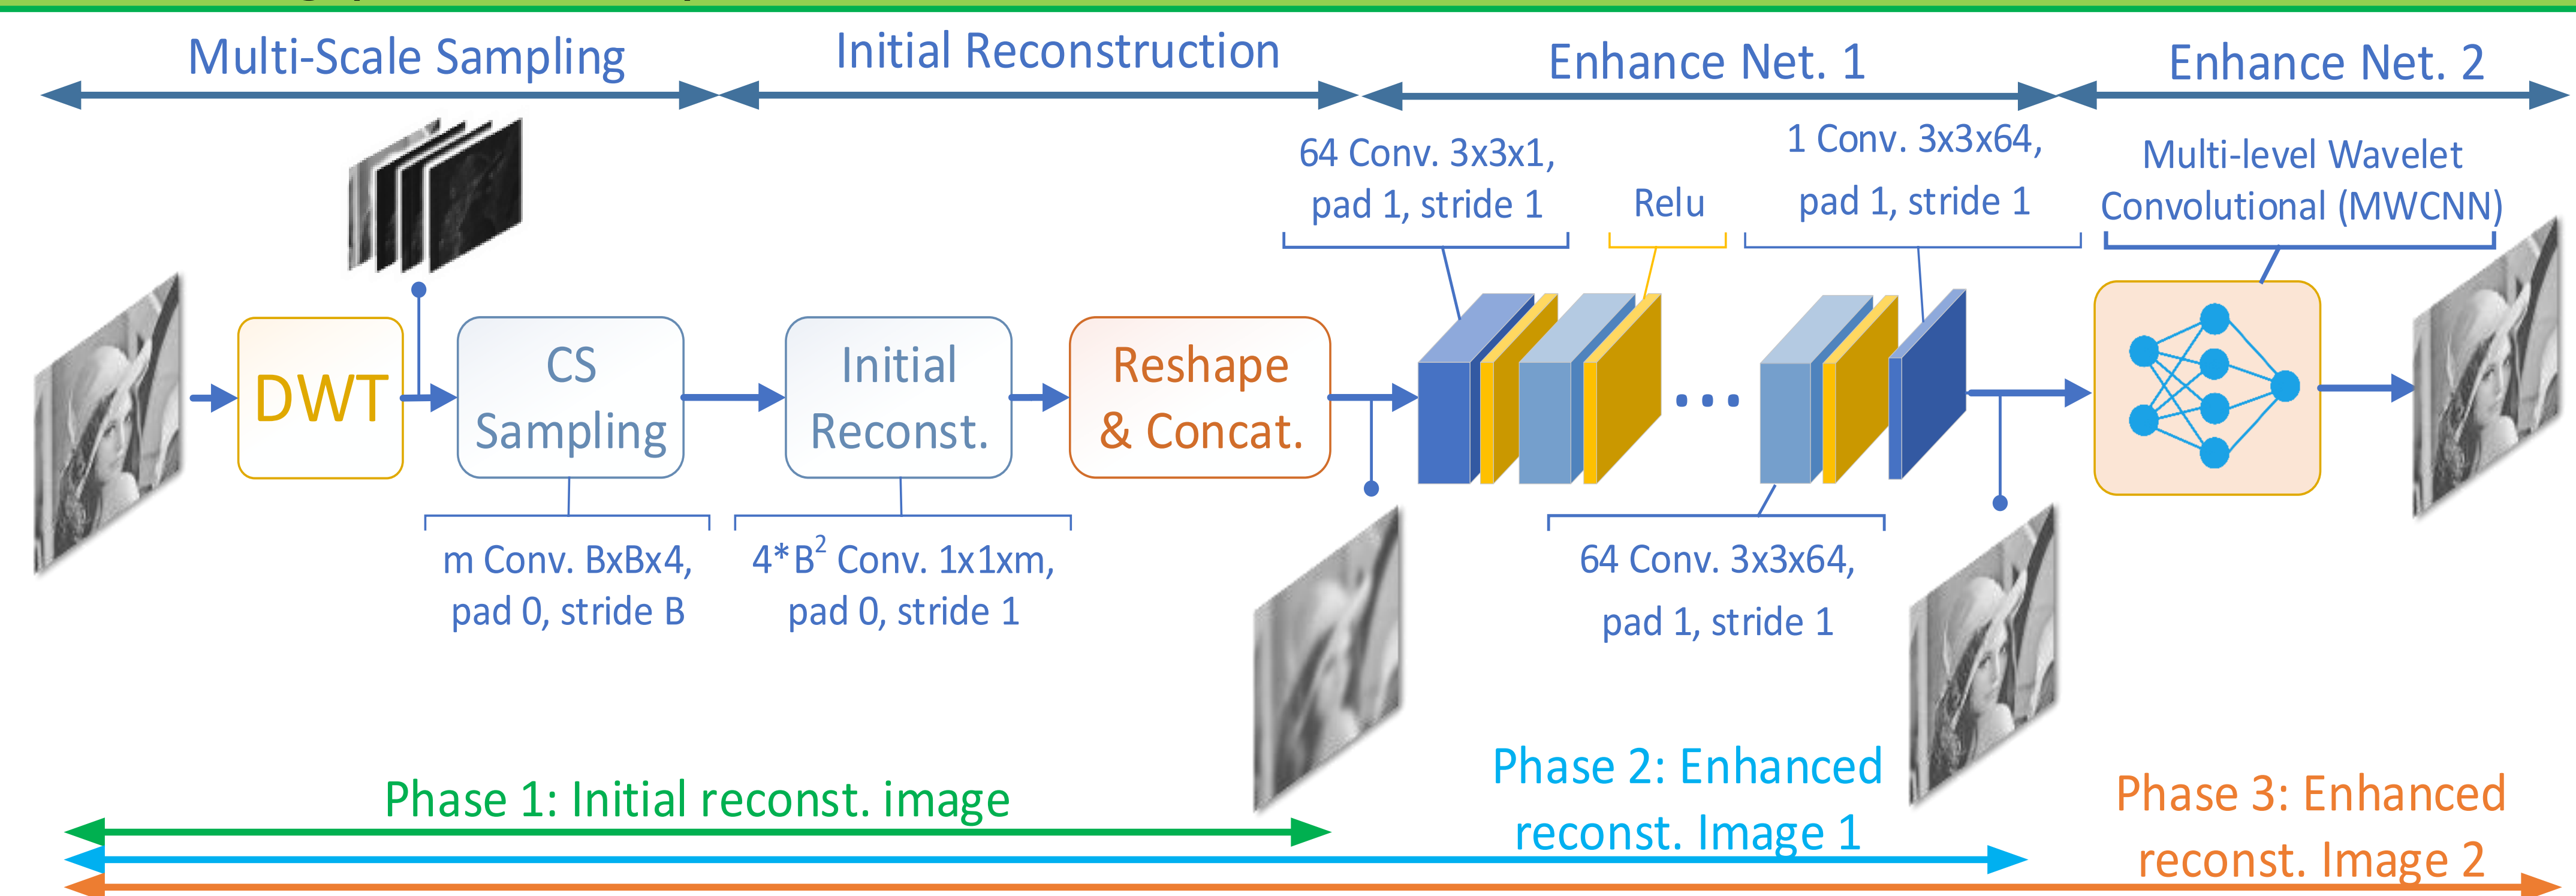 Multi-Scale Sampling
Initial Reconstruction
Enhance Net. 1
Enhance Net. 2
64 Conv. 3x3x1,
pad 1, stride 1
Relu
1 Conv. 3x3x64,
pad 1, stride 1
Multi-level Wavelet
Convolutional (MWCNN)
DWT
CS
Sampling
Initial
Reconst.
Reshape
& Concat.
...
m Conv. BxBx4,
pad 0, stride B
4*B² Conv. 1x1xm,
pad 0, stride 1
64 Conv. 3x3x64,
pad 1, stride 1
Phase 1: Initial reconst. image
Phase 2: Enhanced
reconst. Image 1
Phase 3: Enhanced
reconst. Image 2